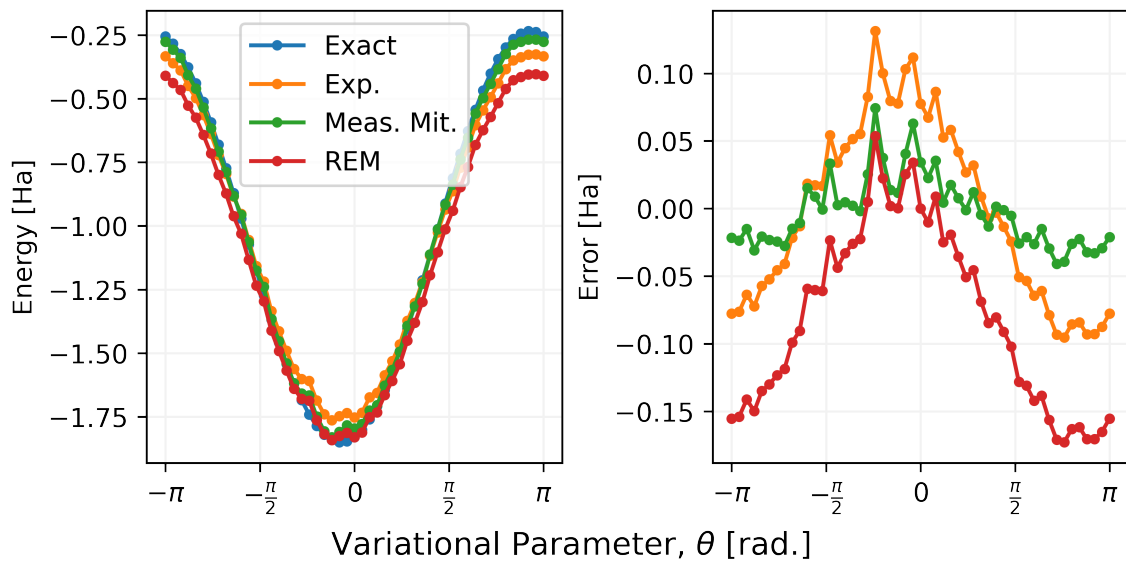 Energy [Ha]
−0.25
−0.50
−0.75
−1.00
−1.25
−1.50
−1.75
Exact
Exp.
Meas. Mit.
REM
−π
−π/2
0
π/2
π
Error [Ha]
0.10
0.05
0.00
−0.05
−0.10
−0.15
−π
−π/2
0
π/2
π
Variational Parameter, θ [rad.]